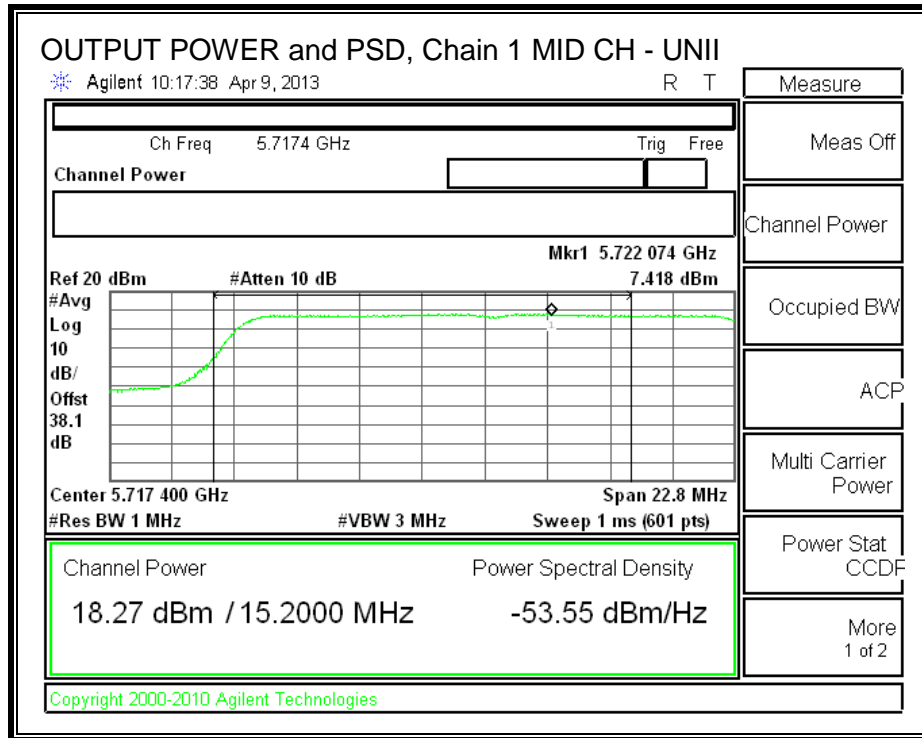 OUTPUT POWER and PSD, Chain 1 MID CH - UNII
Agilent 10:17:38 Apr 9, 2013 R T
Ch Freq 5.7174 GHz Trig Free
Channel Power
Mkr1 5.722 074 GHz
Ref 20 dBm #Atten 10 dB 7.418 dBm
#Avg
Log
10
dB/
Offst
38.1
dB
1
Center 5.717 400 GHz Span 22.8 MHz
#Res BW 1 MHz #VBW 3 MHz Sweep 1 ms (601 pts)
Channel Power Power Spectral Density
18.27 dBm / 15.2000 MHz -53.55 dBm/Hz
Copyright 2000-2010 Agilent Technologies
Measure
Meas Off
Channel Power
Occupied BW
ACP
Multi Carrier
Power
Power Stat
CCDF
More
1 of 2